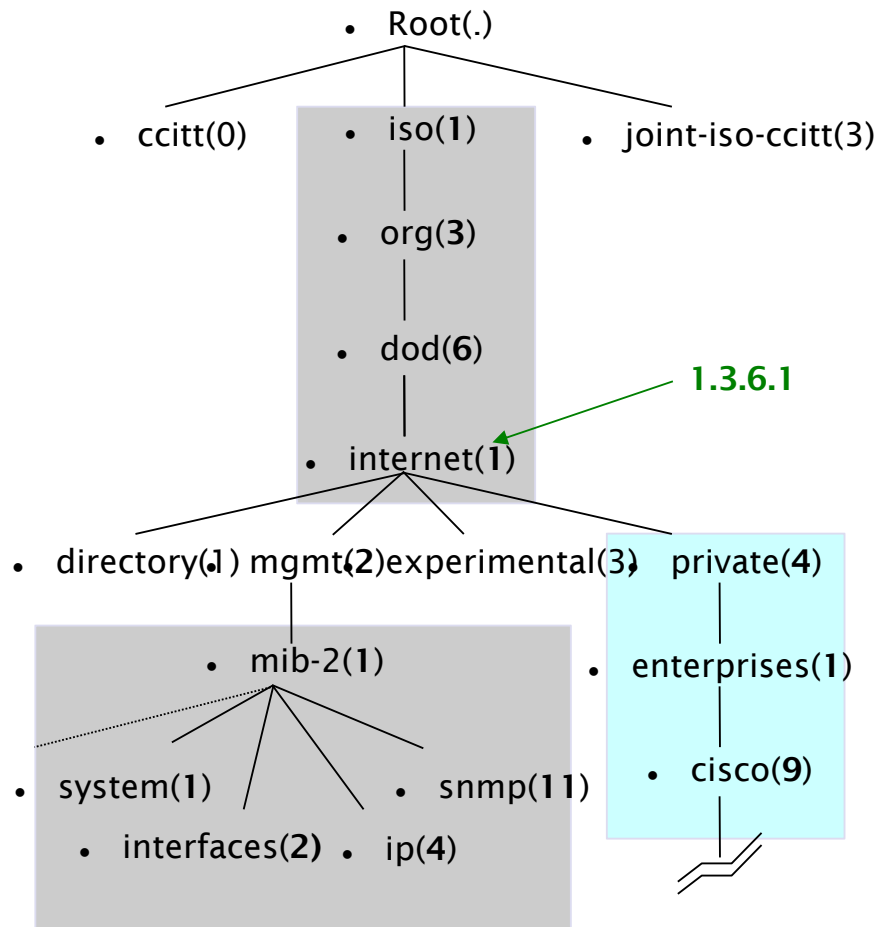 • Root(.)
• ccitt(0) • iso(1) • joint-iso-ccitt(3)
• org(3)
• dod(6)
1.3.6.1
• internet(1)
• directory(1) • mgmt(2) • experimental(3) • private(4)
• mib-2(1) • enterprises(1)
• system(1) • snmp(11) • cisco(9)
• interfaces(2) • ip(4)